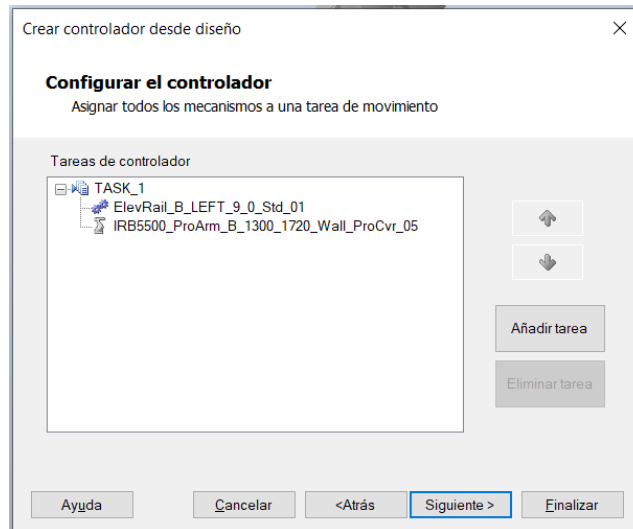 Crear controlador desde diseño
Configurar el controlador
Asignar todos los mecanismos a una tarea de movimiento
Tareas de controlador
TASK_1
ElevRail_B_LEFT_9_0_Std_01
IRB5500_ProArm_B_1300_1720_Wall_ProCvr_05
Añadir tarea
Eliminar tarea
Ayuda
Cancelar
<Atrás
Siguiente >
Finalizar